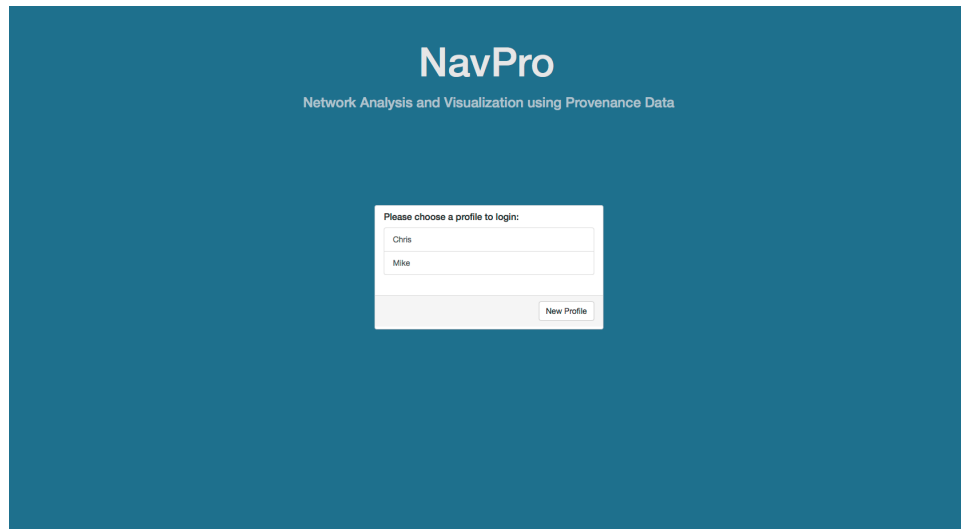 NavPro
Network Analysis and Visualization using Provenance Data
Please choose a profile to login:
Chris
Mike
New Profile